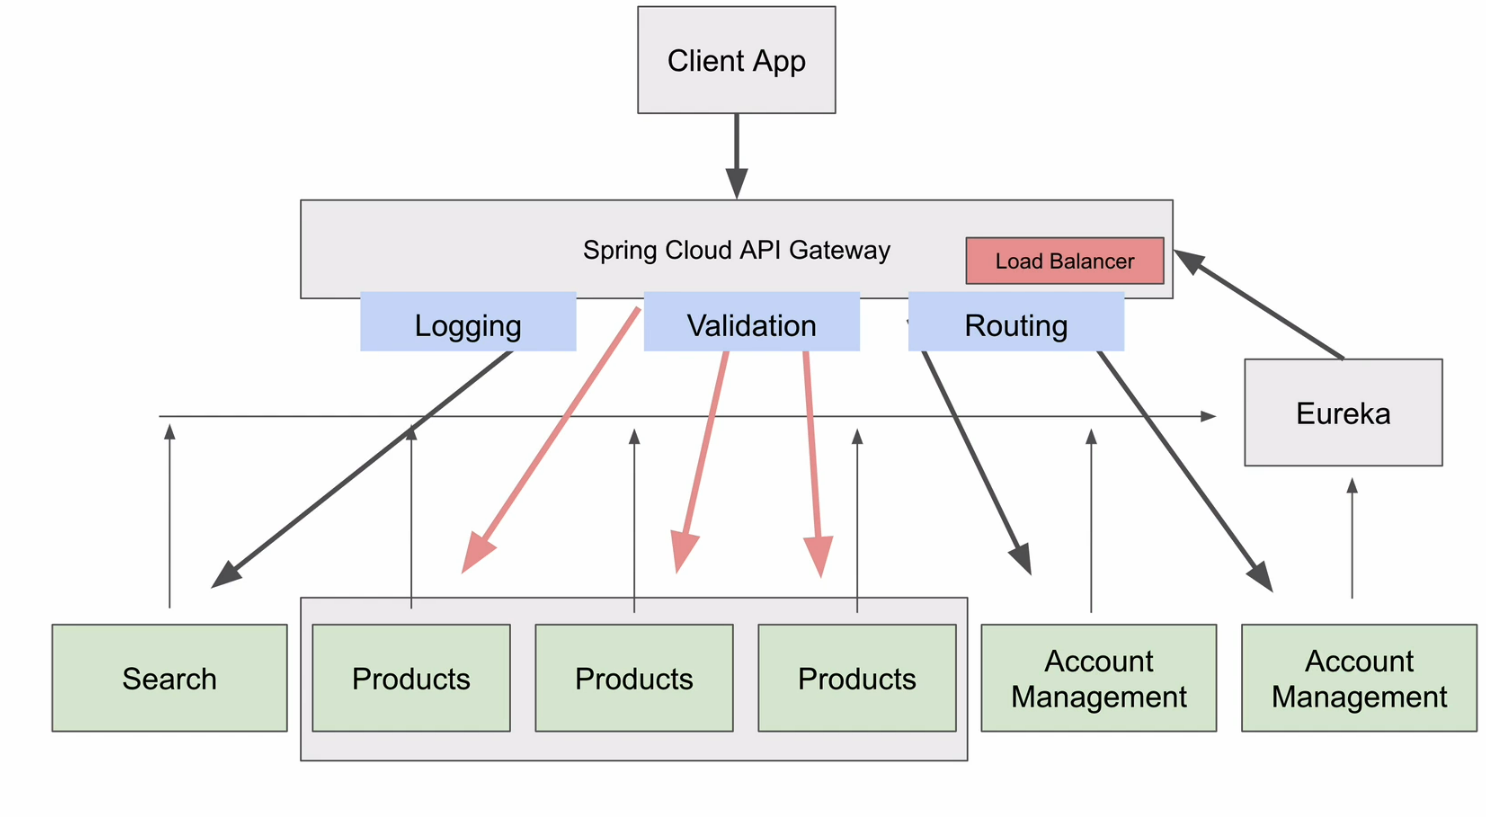 Client App
Spring Cloud API Gateway
Load Balancer
Logging
Validation
Routing
Eureka
Search
Products
Products
Products
Account
Management
Account
Management